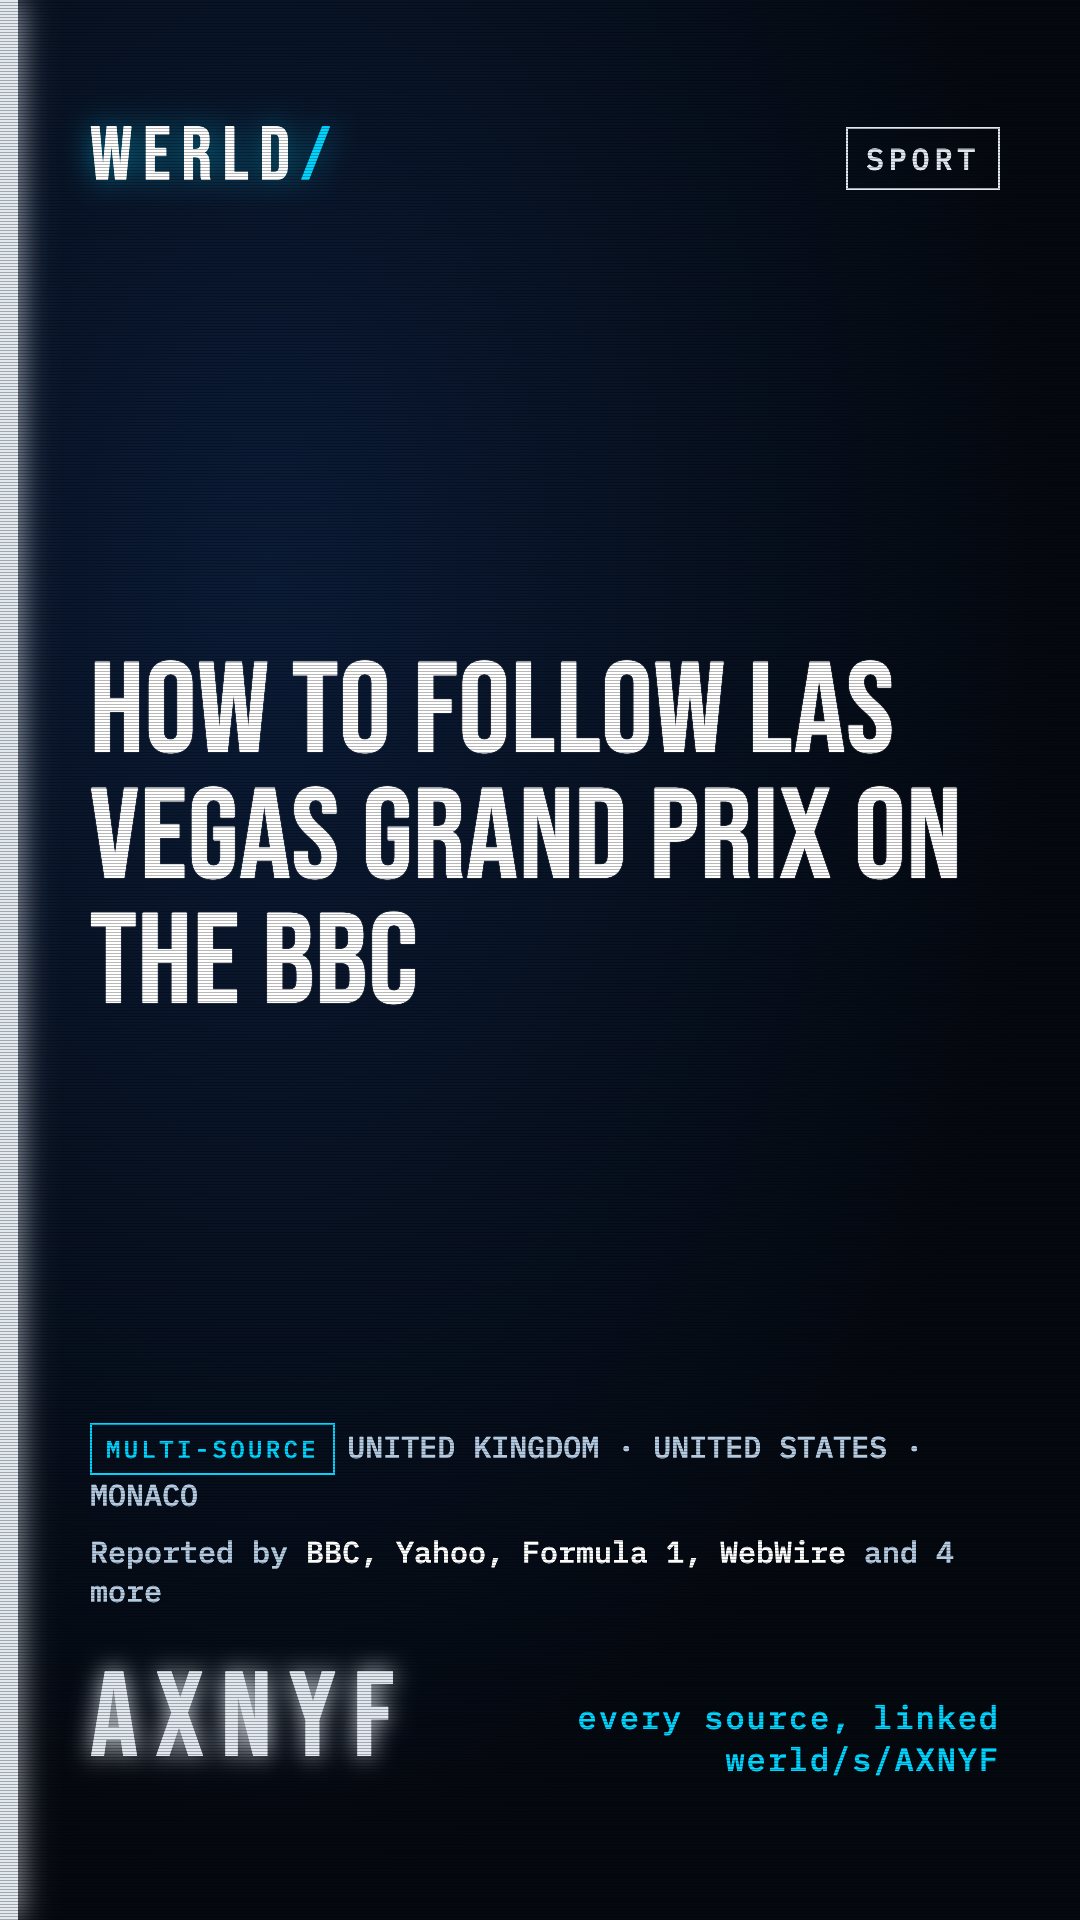 WERLD/
SPORT
HOW TO FOLLOW LAS
VEGAS GRAND PRIX ON
THE BBC
MULTI-SOURCE UNITED KINGDOM · UNITED STATES ·
MONACO
Reported by BBC, Yahoo, Formula 1, WebWire and 4
more
AXNYF
every source, linked
werld/s/AXNYF